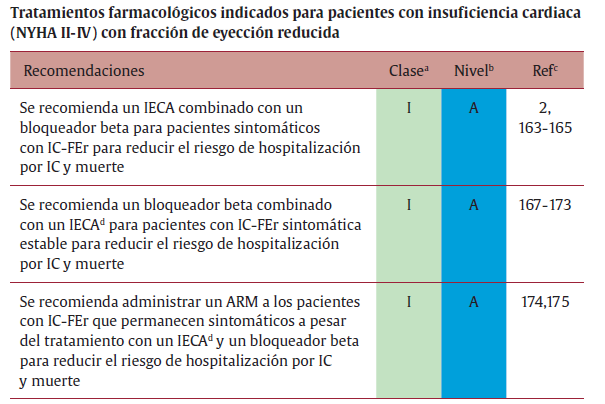 Tratamientos farmacológicos indicados para pacientes con insuficiencia cardiaca
(NYHA II-IV) con fracción de eyección reducida
Recomendaciones Claseᵃ Nivelᵇ Refᶜ
Se recomienda un IECA combinado con un I A 2,
bloqueador beta para pacientes sintomáticos 163-165
con IC-FEr para reducir el riesgo de hospitalización
por IC y muerte
Se recomienda un bloqueador beta combinado I A 167-173
con un IECAᵈ para pacientes con IC-FEr sintomática
estable para reducir el riesgo de hospitalización
por IC y muerte
Se recomienda administrar un ARM a los pacientes I A 174,175
con IC-FEr que permanecen sintomáticos a pesar
del tratamiento con un IECAᵈ y un bloqueador beta
para reducir el riesgo de hospitalización por IC
y muerte